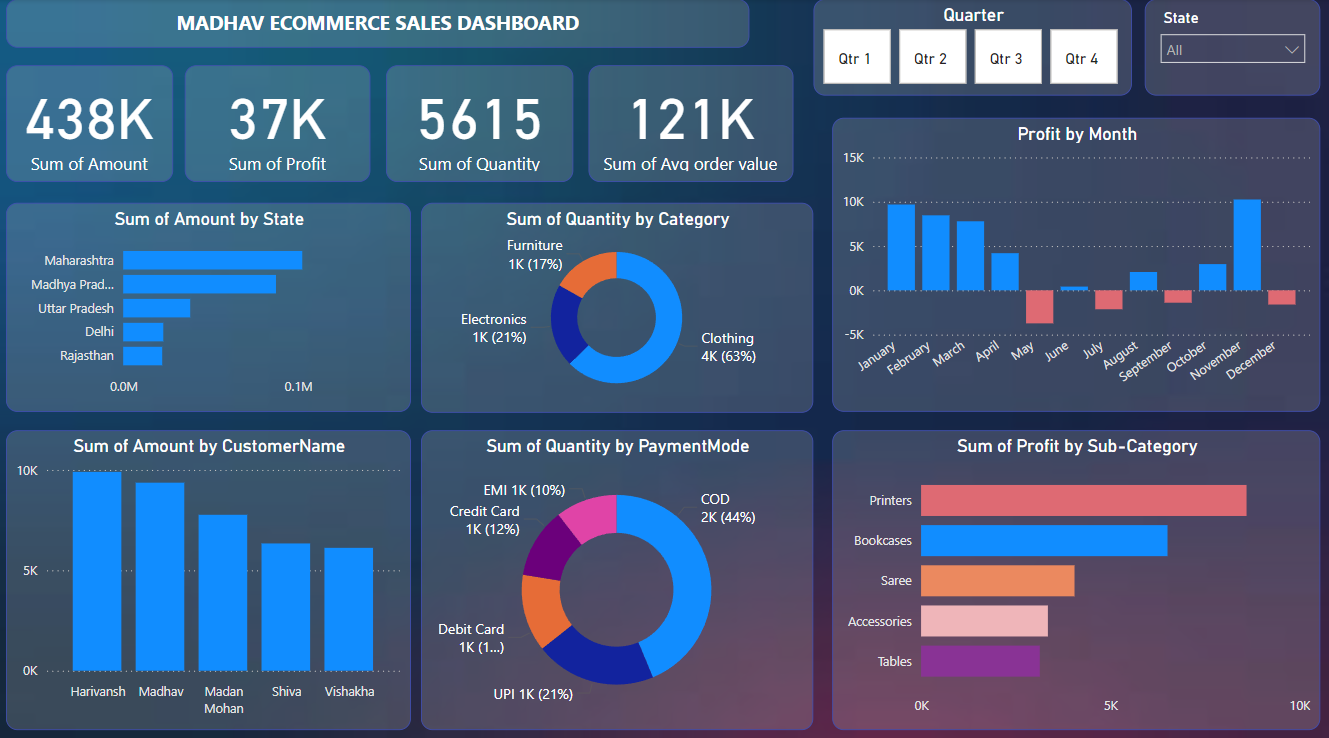 MADHAV ECOMMERCE SALES DASHBOARD
Quarter
Qtr 1
Qtr 2
Qtr 3
Qtr 4
State
All
438K
Sum of Amount
37K
Sum of Profit
5615
Sum of Quantity
121K
Sum of Avg order value
Profit by Month
15K
10K
5K
0K
-5K
January
February
March
April
May
June
July
August
September
October
November
December
Sum of Amount by State
Maharashtra
Madhya Prad...
Uttar Pradesh
Delhi
Rajasthan
0.0M
0.1M
Sum of Quantity by Category
Furniture
1K (17%)
Electronics
1K (21%)
Clothing
4K (63%)
Sum of Amount by CustomerName
10K
5K
0K
Harivansh
Madhav
Madan
Mohan
Shiva
Vishakha
Sum of Quantity by PaymentMode
EMI 1K (10%)
Credit Card
1K (12%)
COD
2K (44%)
Debit Card
1K (1...)
UPI 1K (21%)
Sum of Profit by Sub-Category
Printers
Bookcases
Saree
Accessories
Tables
0K
5K
10K